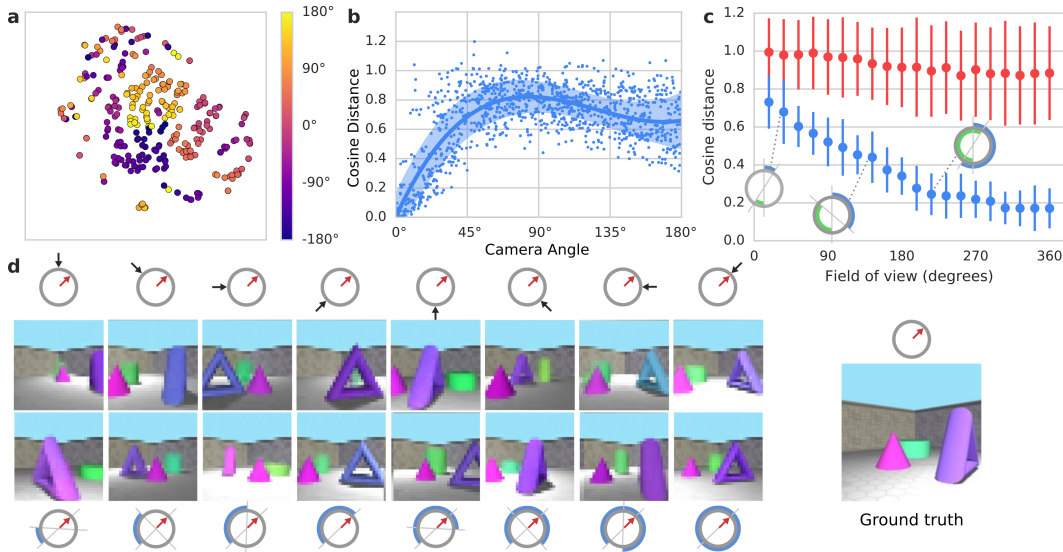 a
180°
90°
0°
-90°
-180°
b
Cosine Distance
1.2
1.0
0.8
0.6
0.4
0.2
0.0
0° 45° 90° 135° 180°
Camera Angle
c
Cosine distance
1.2
1.0
0.8
0.6
0.4
0.2
0.0
0 90 180 270 360
Field of view (degrees)
d
Ground truth